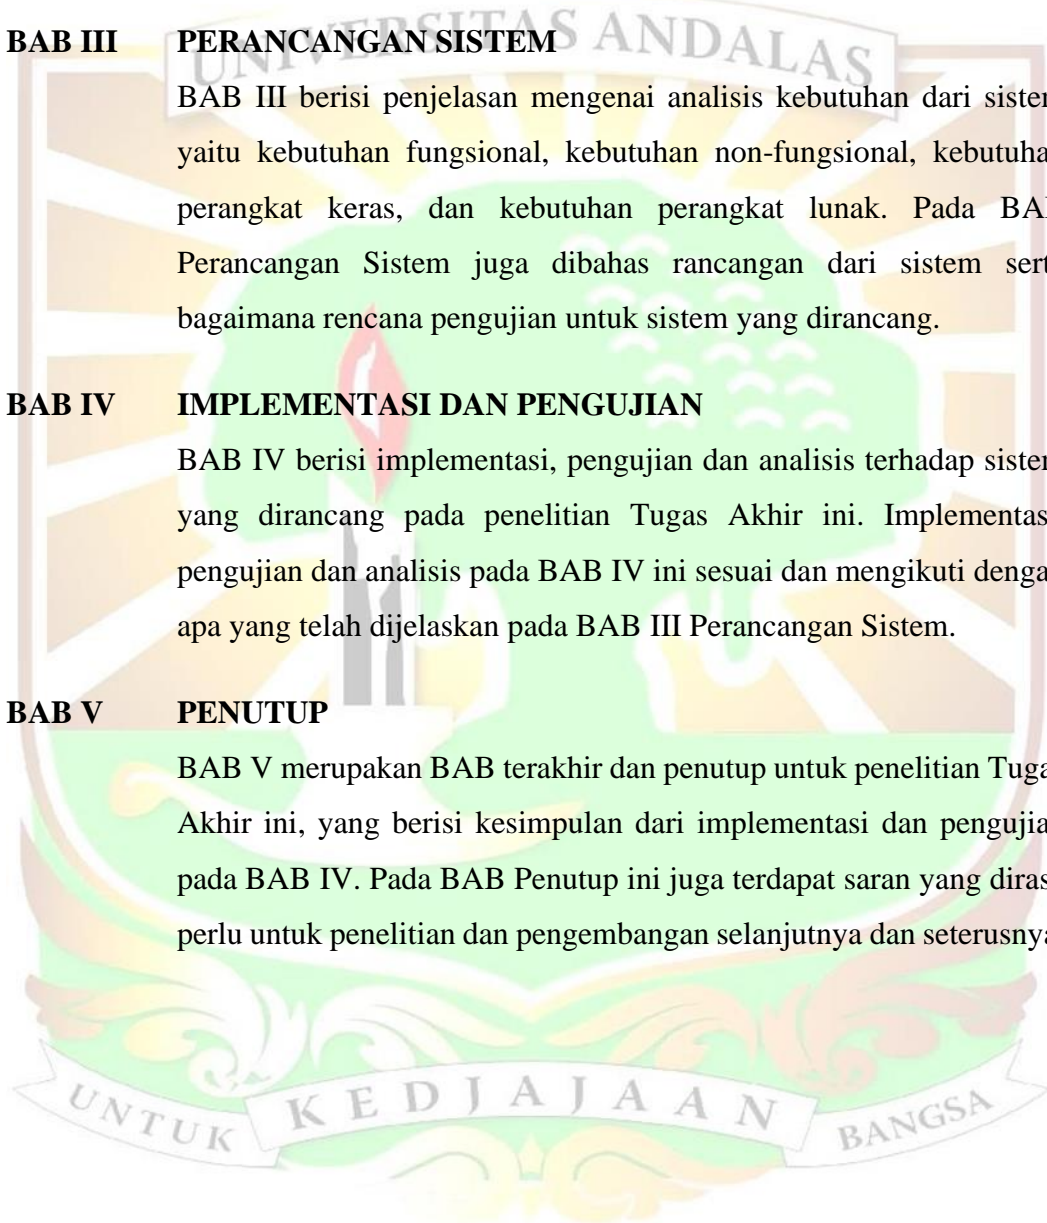 UNIVERSITAS ANDALAS
BAB III PERANCANGAN SISTEM
BAB III berisi penjelasan mengenai analisis kebutuhan dari sistem
yaitu kebutuhan fungsional, kebutuhan non-fungsional, kebutuha
perangkat keras, dan kebutuhan perangkat lunak. Pada BA
Perancangan Sistem juga dibahas rancangan dari sistem sert
bagaimana rencana pengujian untuk sistem yang dirancang.
BAB IV IMPLEMENTASI DAN PENGUJIAN
BAB IV berisi implementasi, pengujian dan analisis terhadap sistem
yang dirancang pada penelitian Tugas Akhir ini. Implementas
pengujian dan analisis pada BAB IV ini sesuai dan mengikuti denga
apa yang telah dijelaskan pada BAB III Perancangan Sistem.
BAB V PENUTUP
BAB V merupakan BAB terakhir dan penutup untuk penelitian Tuga
Akhir ini, yang berisi kesimpulan dari implementasi dan pengujia
pada BAB IV. Pada BAB Penutup ini juga terdapat saran yang diras
perlu untuk penelitian dan pengembangan selanjutnya dan seterusnya
UNTUK KEDJAJAAN BANGSA